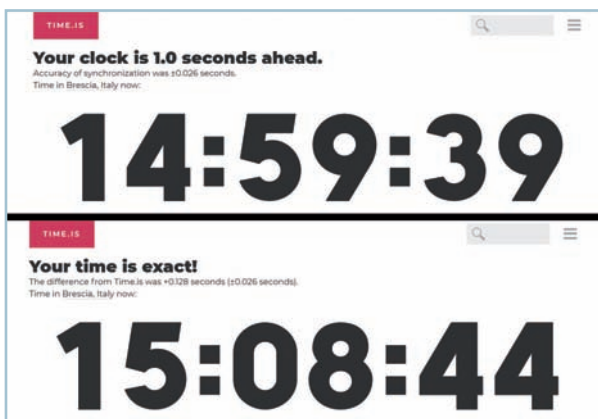 TIME.IS
Your clock is 1.0 seconds ahead.
Accuracy of synchronization was ±0.026 seconds.
Time in Brescia, Italy now:
14:59:39
TIME.IS
Your time is exact!
The difference from Time.is was +0.128 seconds (±0.026 seconds).
Time in Brescia, Italy now:
15:08:44